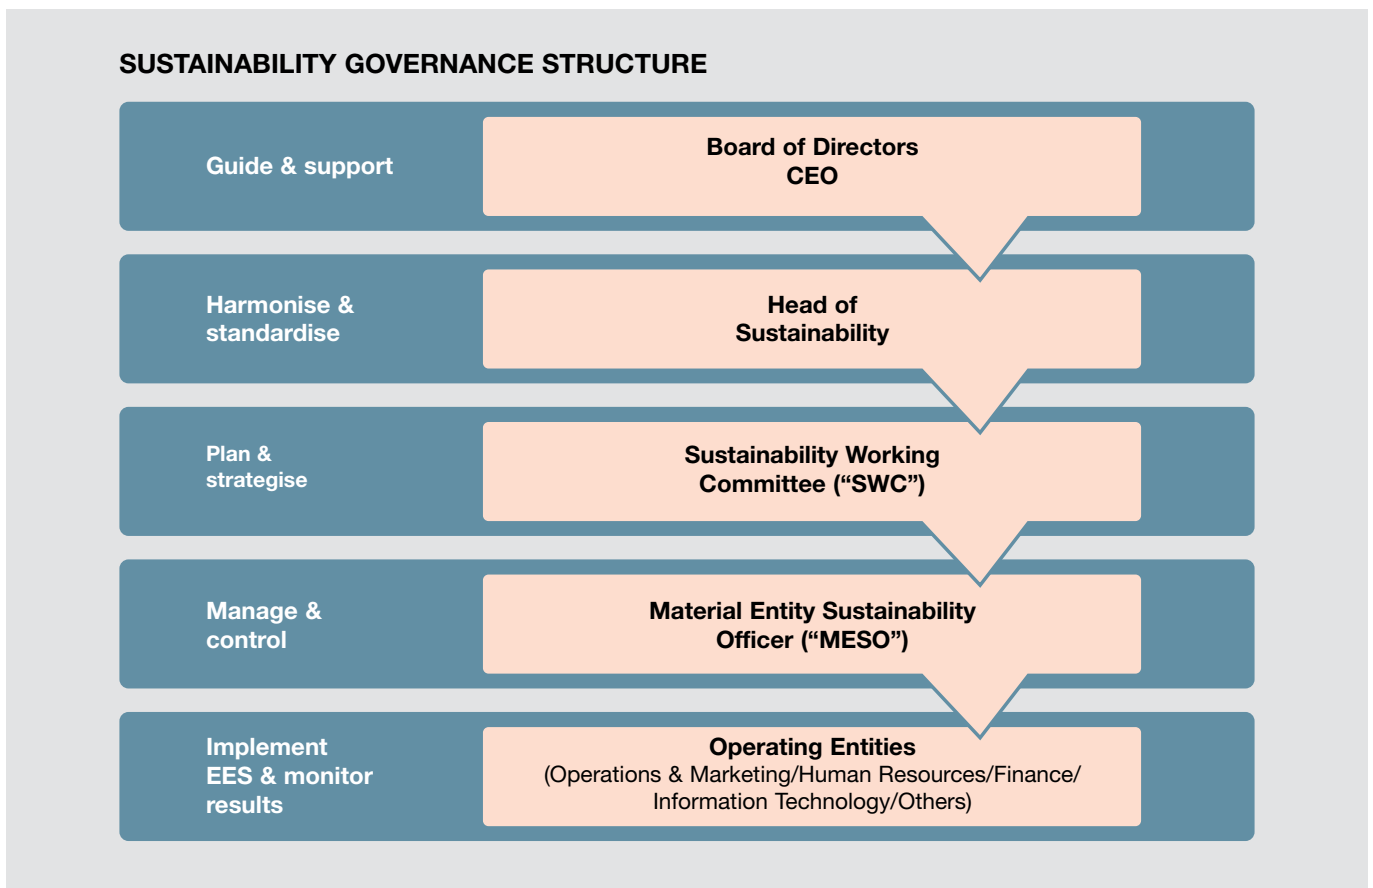 SUSTAINABILITY GOVERNANCE STRUCTURE
Guide & support
Board of Directors
CEO
Harmonise &
standardise
Head of
Sustainability
Plan &
strategise
Sustainability Working
Committee (“SWC”)
Manage &
control
Material Entity Sustainability
Officer (“MESO”)
Implement
EES & monitor
results
Operating Entities
(Operations & Marketing/Human Resources/Finance/
Information Technology/Others)